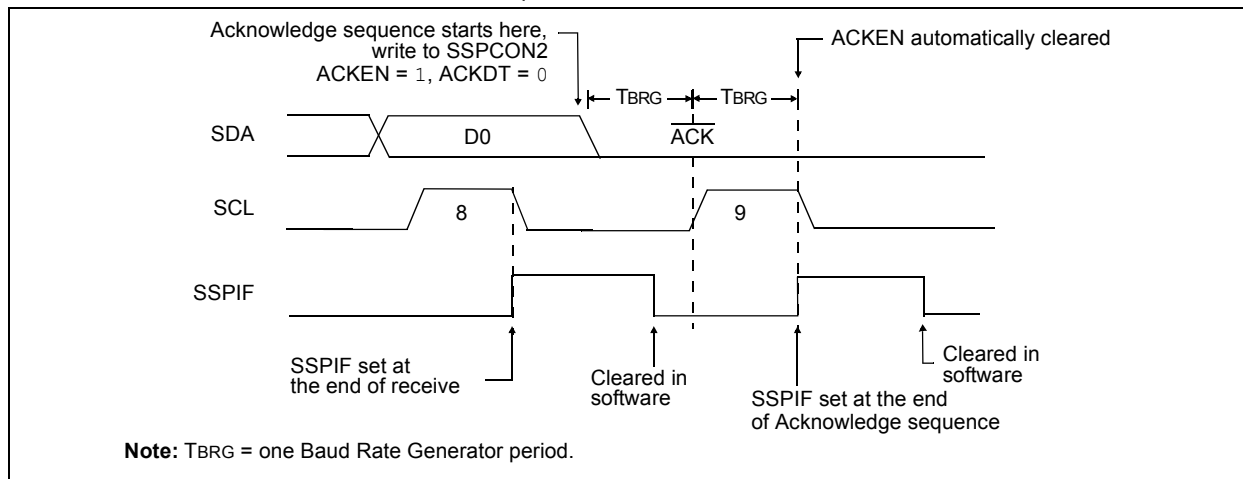 Acknowledge sequence starts here,
write to SSPCON2
ACKEN = 1, ACKDT = 0
ACKEN automatically cleared
TBRG
TBRG
SDA
D0
ACK
SCL
8
9
SSPIF
SSPIF set at
the end of receive
Cleared in
software
SSPIF set at the end
of Acknowledge sequence
Cleared in
software
Note: TBRG = one Baud Rate Generator period.